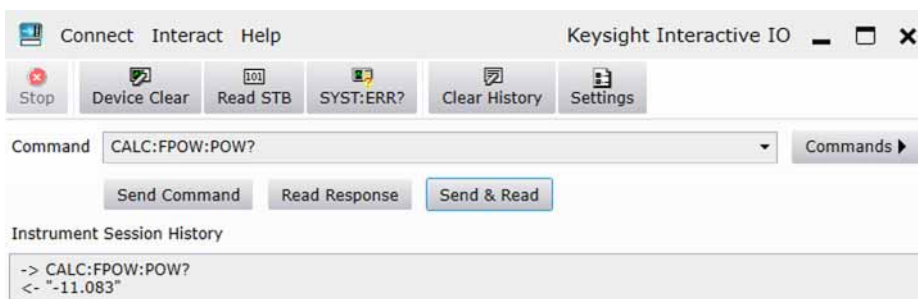 Connect Interact Help Keysight Interactive IO
Stop Device Clear 101 Read STB SYST:ERR? Clear History Settings
Command CALC:FPOW:POW? Commands
Send Command Read Response Send & Read
Instrument Session History
-> CALC:FPOW:POW?
<- "-11.083"